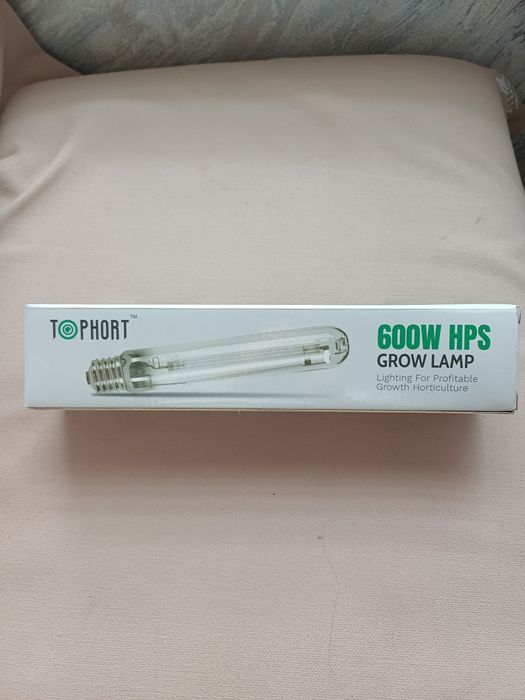 TOPHORT™
600W HPS
GROW LAMP
Lighting For Profitable
Growth Horticulture